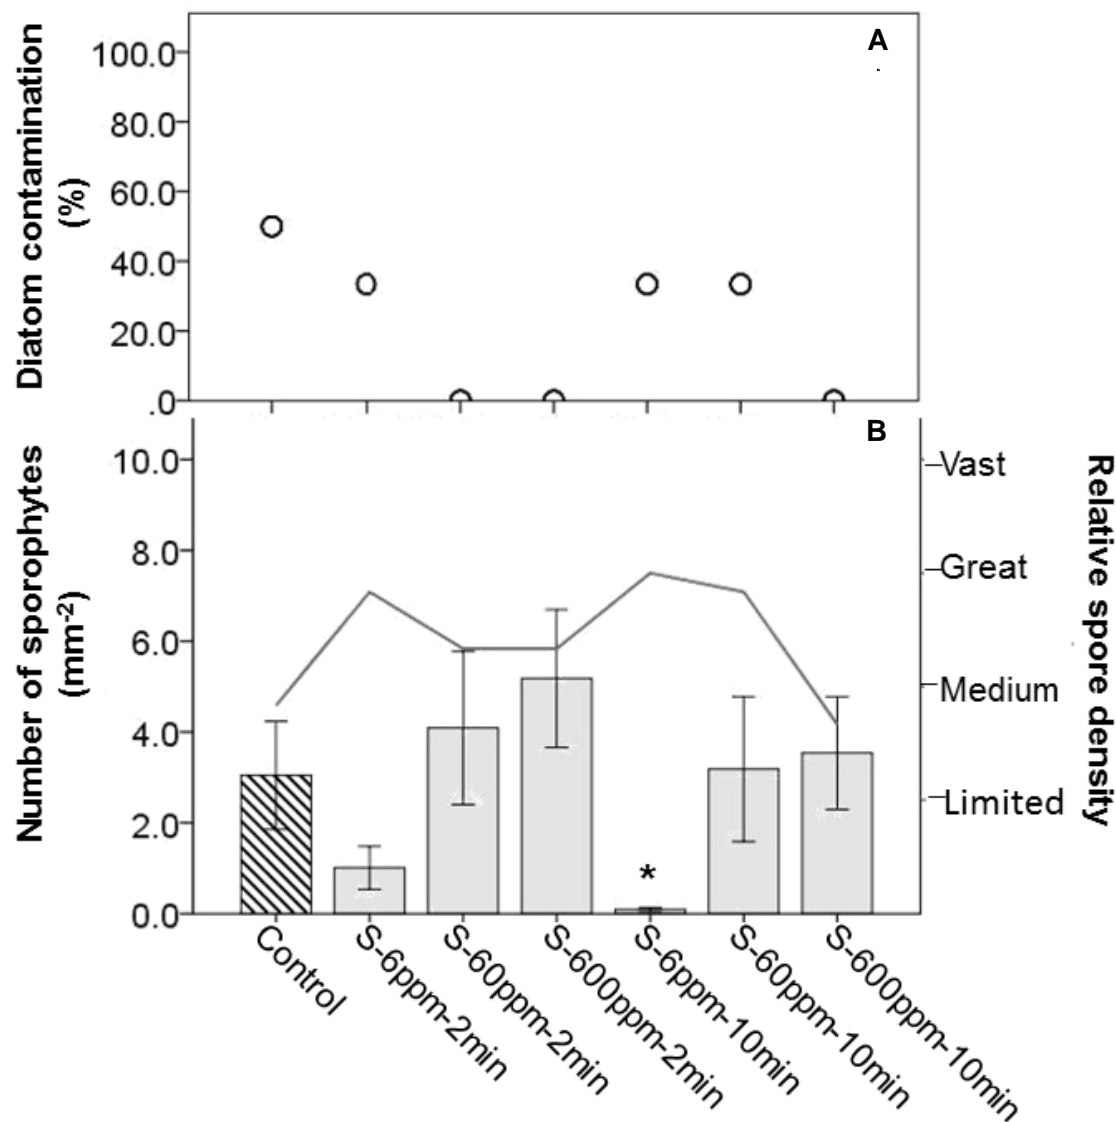 A
Diatom contamination
(%)
100.0
80.0
60.0
40.0
20.0
.0
B
Number of sporophytes
(mm-2)
10.0
8.0
6.0
4.0
2.0
0.0
Vast
Great
Medium
Limited
Relative spore density
*
Control
S-6ppm-2min
S-60ppm-2min
S-600ppm-2min
S-6ppm-10min
S-60ppm-10min
S-600ppm-10min